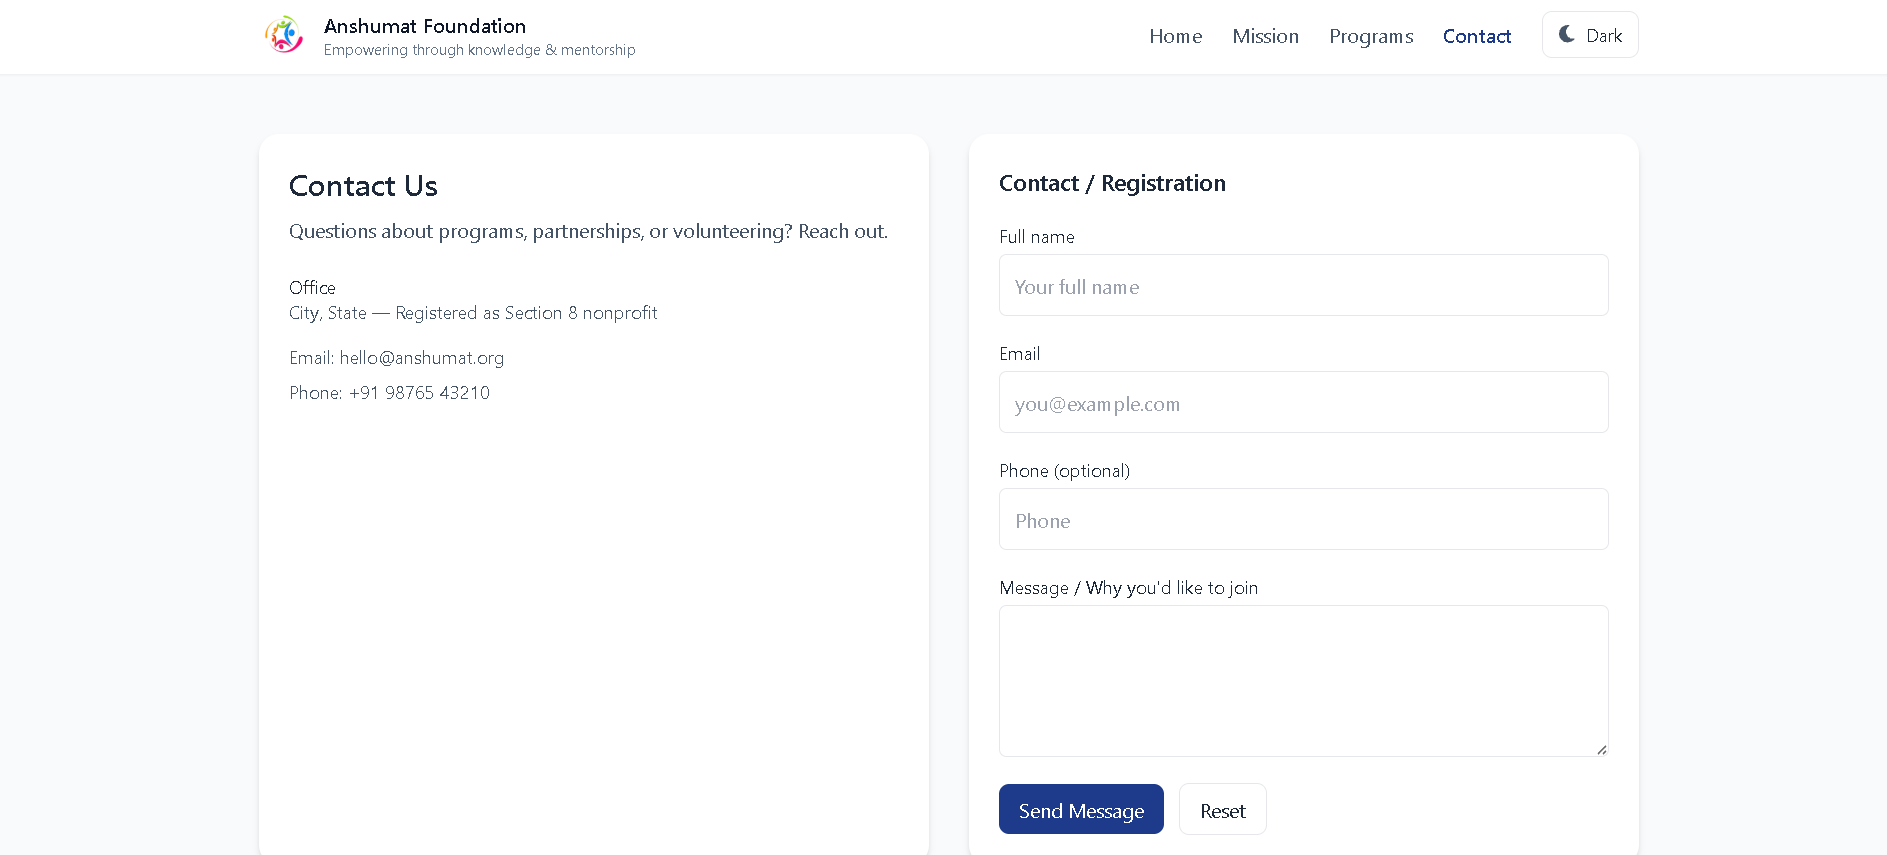 Anshumat Foundation
Empowering through knowledge & mentorship
Home Mission Programs Contact Dark
Contact Us
Questions about programs, partnerships, or volunteering? Reach out.
Office
City, State — Registered as Section 8 nonprofit
Email: hello@anshumat.org
Phone: +91 98765 43210
Contact / Registration
Full name
Your full name
Email
you@example.com
Phone (optional)
Phone
Message / Why you'd like to join
Send Message Reset